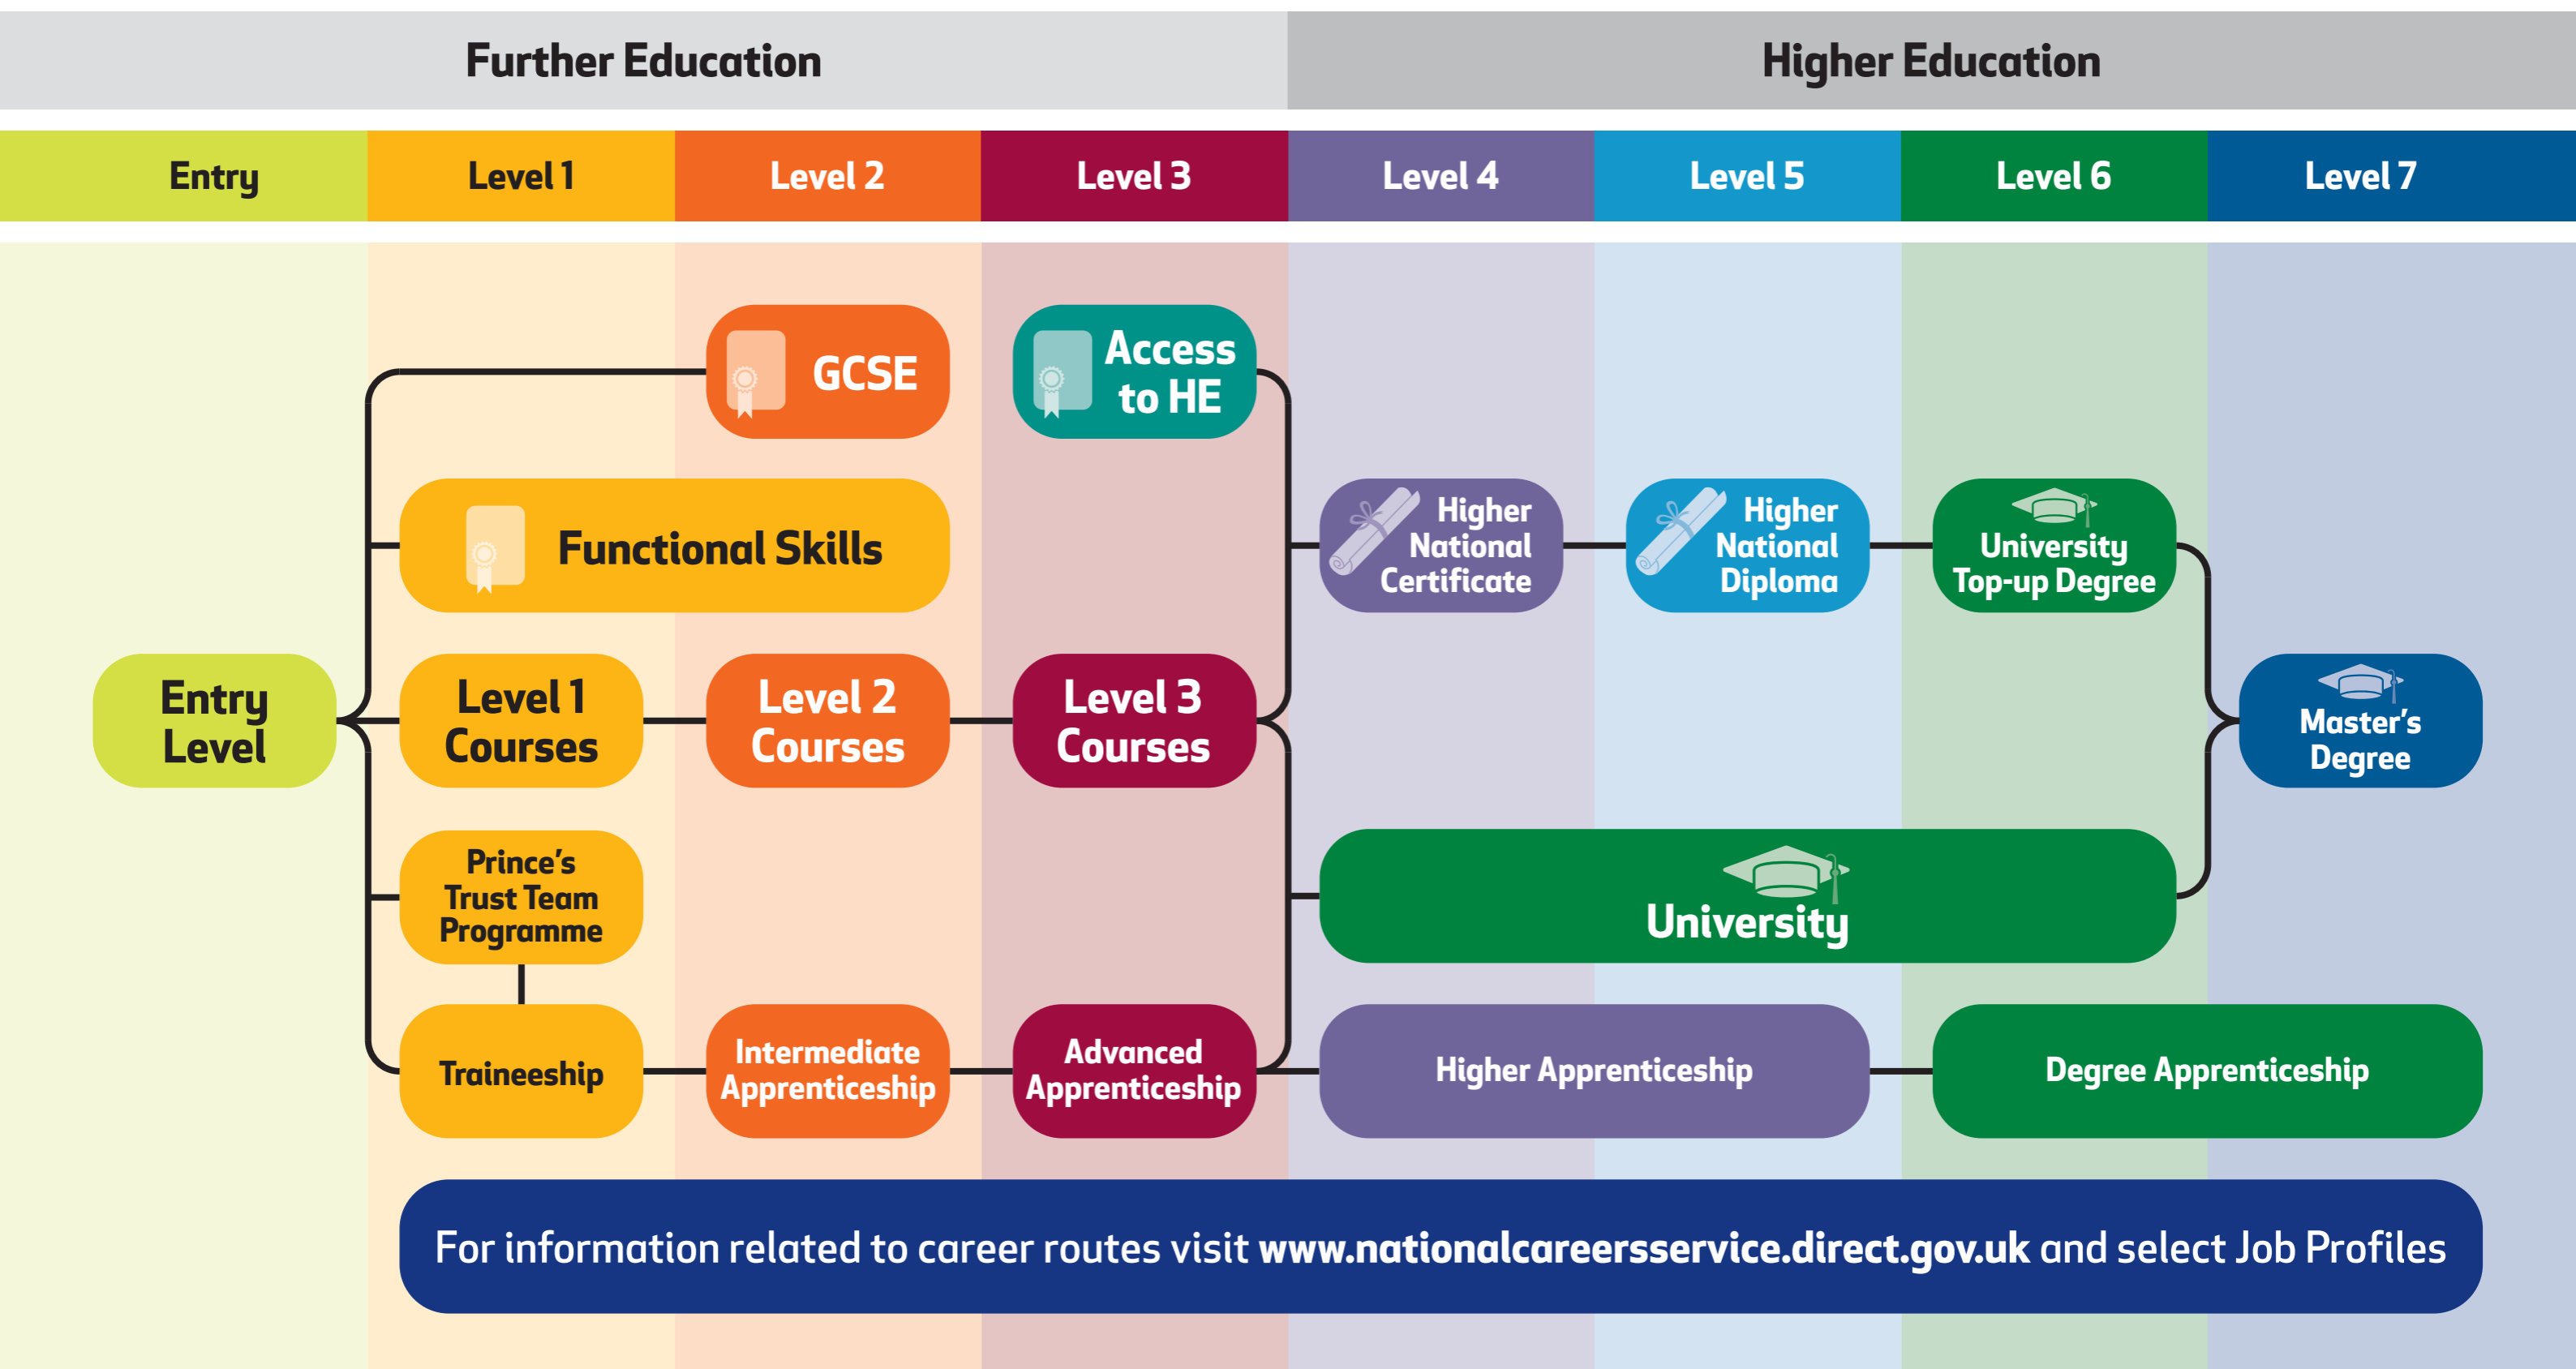 Further Education
Higher Education
Entry
Level 1
Level 2
Level 3
Level 4
Level 5
Level 6
Level 7
GCSE
Access
to HE
Functional Skills
Higher
National
Certificate
Higher
National
Diploma
University
Top-up Degree
Entry
Level
Level 1
Courses
Level 2
Courses
Level 3
Courses
Master's
Degree
Prince's
Trust Team
Programme
University
Traineeship
Intermediate
Apprenticeship
Advanced
Apprenticeship
Higher Apprenticeship
Degree Apprenticeship
For information related to career routes visit www.nationalcareersservice.direct.gov.uk and select Job Profiles